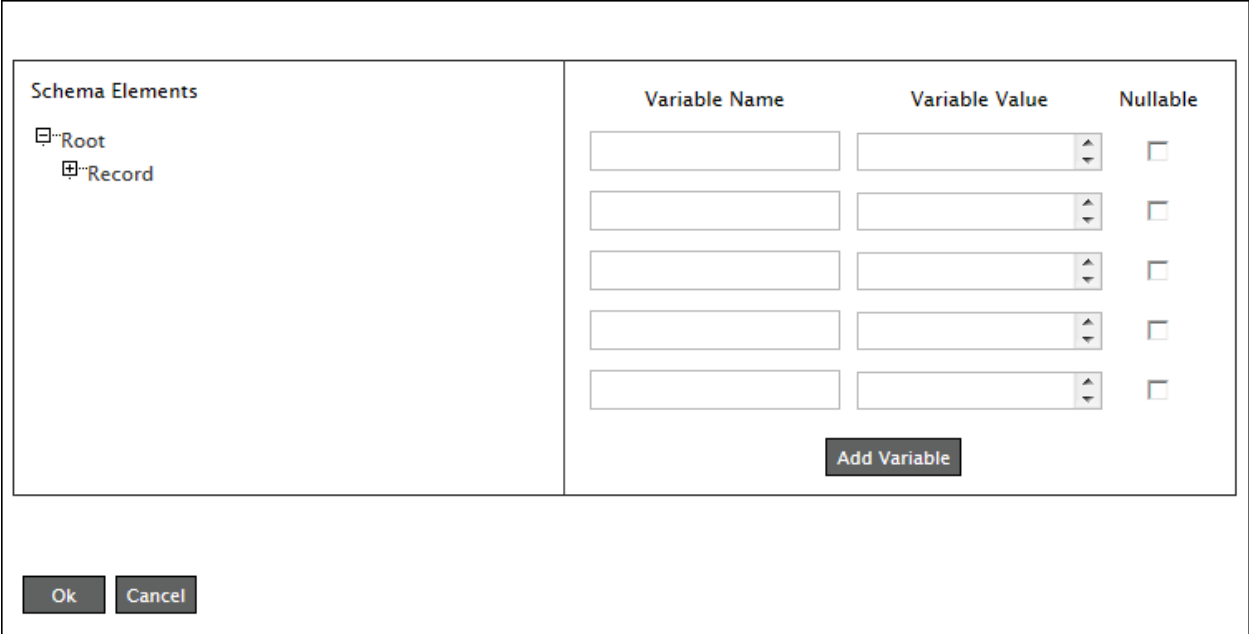 Schema Elements
Root
Record
Variable Name Variable Value Nullable
Add Variable
Ok Cancel